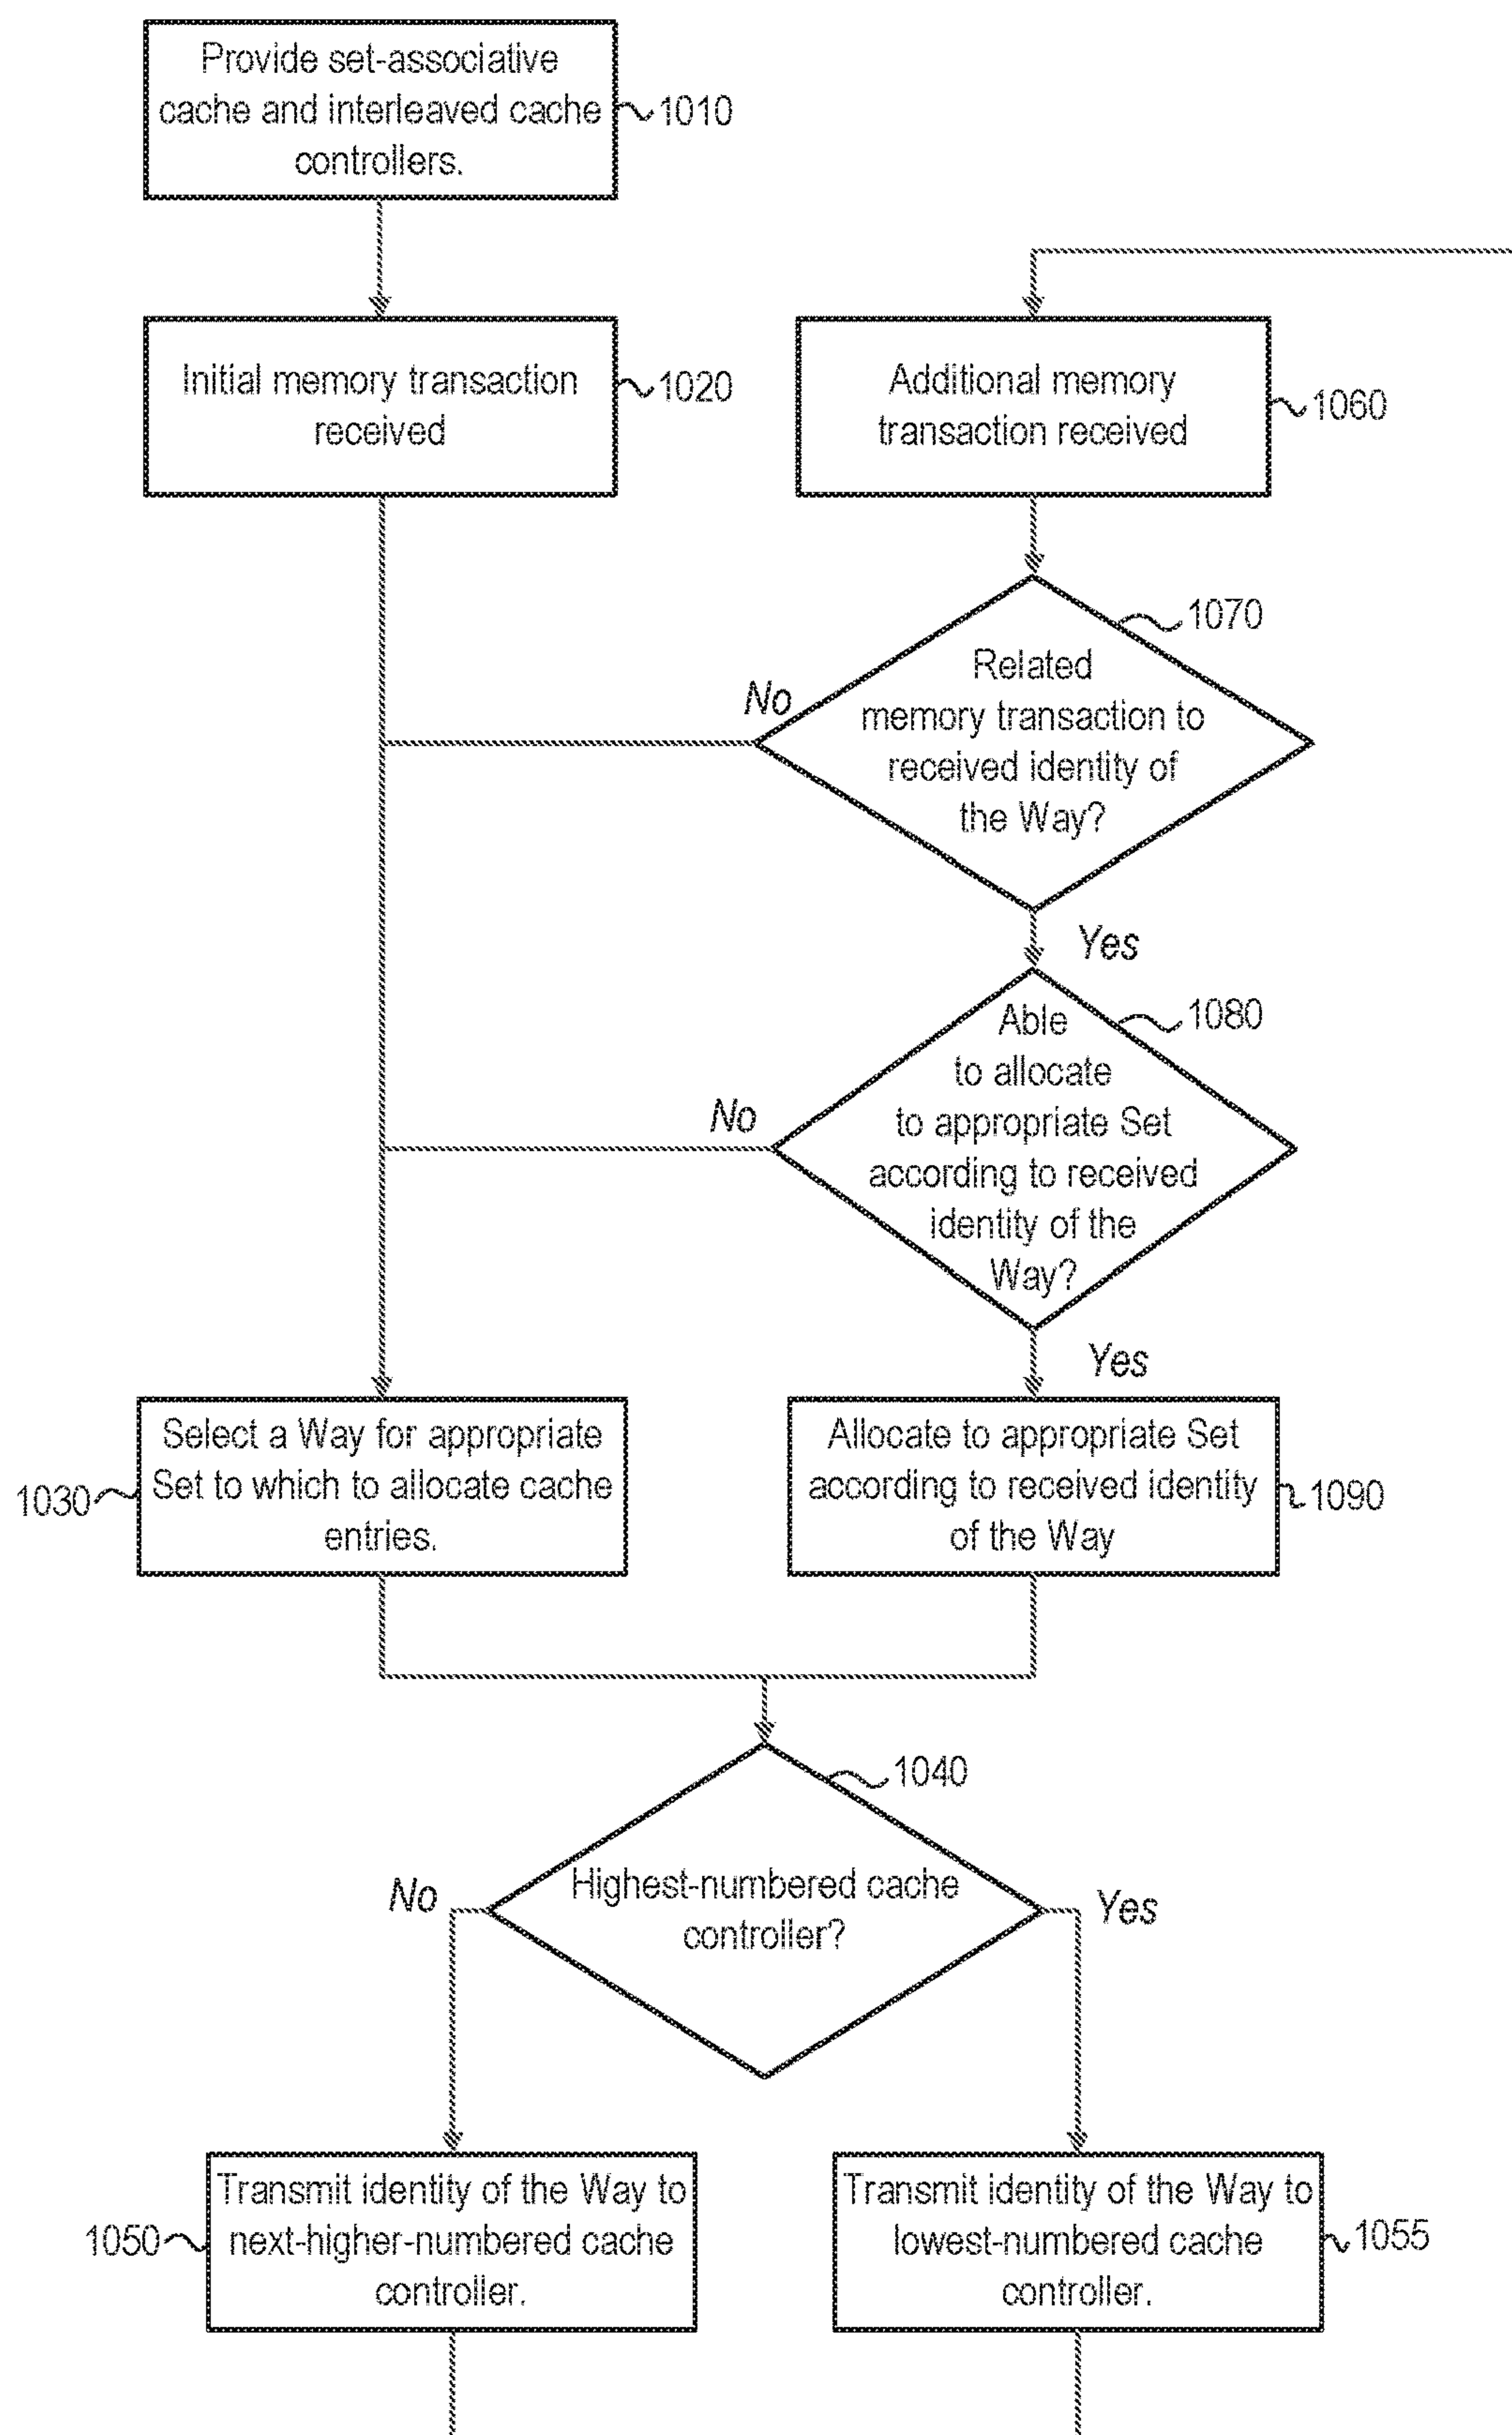 Provide set-associative
cache and interleaved cache
controllers.
1010
Initial memory transaction
received
1020
Additional memory
transaction received
1060
1070
Related
memory transaction to
received identity of
the Way?
No
Yes
1080
Able
to allocate
to appropriate Set
according to received
identity of the
Way?
No
Yes
Select a Way for appropriate
Set to which to allocate cache
entries.
1030
Allocate to appropriate Set
according to received identity
of the Way
1090
1040
Highest-numbered cache
controller?
No
Yes
Transmit identity of the Way to
next-higher-numbered cache
controller.
1050
Transmit identity of the Way to
lowest-numbered cache
controller.
1055